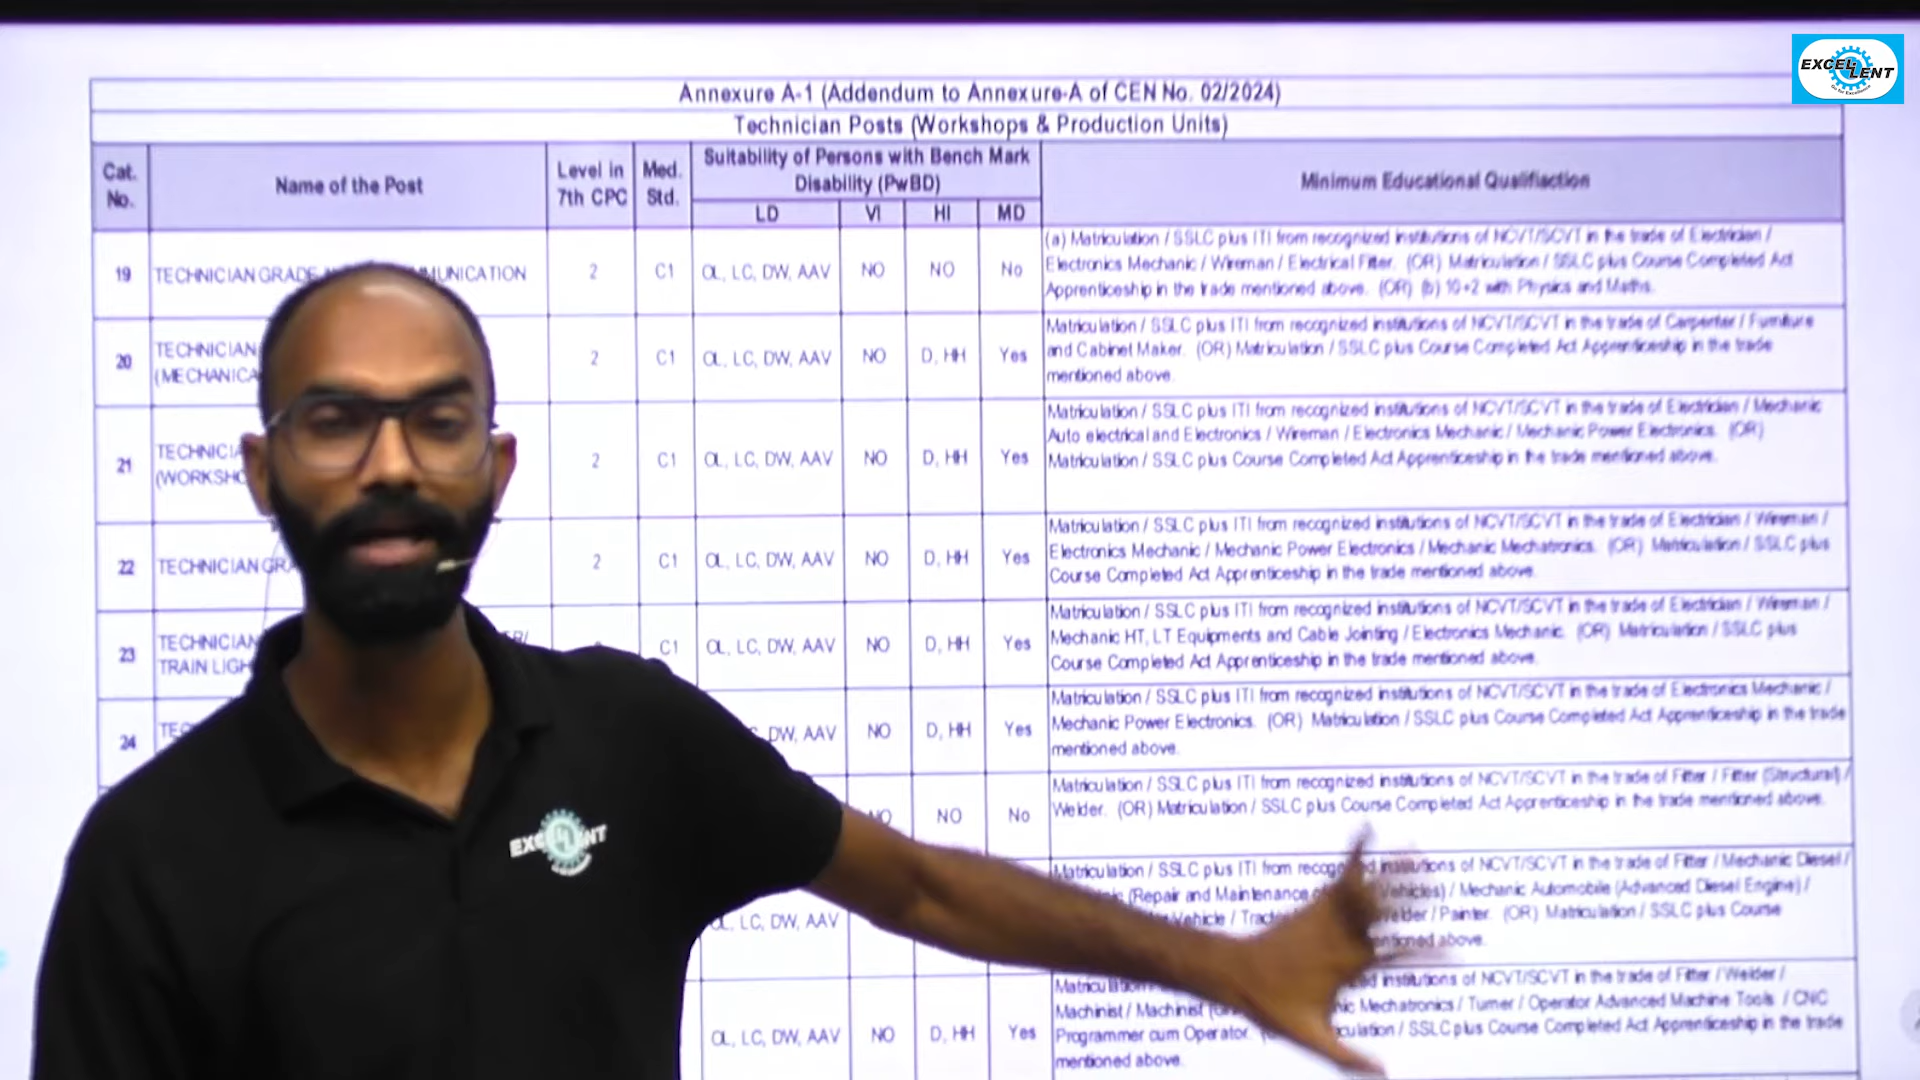 EXCELLENT
Go for Excellence
Annexure A-1 (Addendum to Annexure-A of CEN No. 02/2024)
Technician Posts (Workshops & Production Units)
Cat. No.
Name of the Post
Level in 7th CPC
Med. Std.
Suitability of Persons with Bench Mark
Disability (PwBD)
LD VI HI MD
Minimum Educational Qualifiaction
19 TECHNICIAN GRADE MUNICATION 2 C1 OL, LC, DW, AAV NO NO No
(a) Matriculation / SSLC plus ITI from recognized institutions of NCVT/SCVT in the trade of Electrician /
Electronics Mechanic / Wireman / Electrical Fitter. (OR) Matriculation / SSLC plus Course Completed Act
Apprenticeship in the trade mentioned above. (OR) (b) 10+2 with Physics and Maths.
20 TECHNICIAN (MECHANICA 2 C1 OL, LC, DW, AAV NO D, HH Yes
Matriculation / SSLC plus ITI from recognized institutions of NCVT/SCVT in the trade of Carpenter / Furniture
and Cabinet Maker. (OR) Matriculation / SSLC plus Course Completed Act Apprenticeship in the trade
mentioned above.
21 TECHNICIA (WORKSHO 2 C1 OL, LC, DW, AAV NO D, HH Yes
Matriculation / SSLC plus ITI from recognized institutions of NCVT/SCVT in the trade of Electrician / Mechanic
Auto electrical and Electronics / Wireman / Electronics Mechanic / Mechanic Power Electronics. (OR)
Matriculation / SSLC plus Course Completed Act Apprenticeship in the trade mentioned above.
22 TECHNICIAN GRA 2 C1 OL, LC, DW, AAV NO D, HH Yes
Matriculation / SSLC plus ITI from recognized institutions of NCVT/SCVT in the trade of Electrician / Wireman /
Electronics Mechanic / Mechanic Power Electronics / Mechanic Mechatronics. (OR) Matriculation / SSLC plus
Course Completed Act Apprenticeship in the trade mentioned above.
23 TECHNICIAN TRAIN LIGH C1 OL, LC, DW, AAV NO D, HH Yes
Matriculation / SSLC plus ITI from recognized institutions of NCVT/SCVT in the trade of Electrician / Wireman /
Mechanic HT, LT Equipments and Cable Jointing / Electronics Mechanic. (OR) Matriculation / SSLC plus
Course Completed Act Apprenticeship in the trade mentioned above.
24 DW, AAV NO D, HH Yes
Matriculation / SSLC plus ITI from recognized institutions of NCVT/SCVT in the trade of Electronics Mechanic /
Mechanic Power Electronics. (OR) Matriculation / SSLC plus Course Completed Act Apprenticeship in the trade
mentioned above.
NO NO No
Matriculation / SSLC plus ITI from recognized institutions of NCVT/SCVT in the trade of Fitter / Fitter (Structural) /
Welder. (OR) Matriculation / SSLC plus Course Completed Act Apprenticeship in the trade mentioned above.
OL, LC, DW, AAV
Matriculation / SSLC plus ITI from institutions of NCVT/SCVT in the trade of Fitter / Mechanic Diesel /
(Repair and Maintenance Vehicles) / Mechanic Automobile (Advanced Diesel Engine) /
Vehicle / Painter. (OR) Matriculation / SSLC plus Course
above.
OL, LC, DW, AAV NO D, HH Yes
institutions of NCVT/SCVT in the trade of Fitter / Welder /
Machinist / Machinist Mechatronics / Turner / Operator Advanced Machine Tools / CNC
Programmer cum Operator. / SSLC plus Course Completed Act Apprenticeship in the trade
mentioned above.